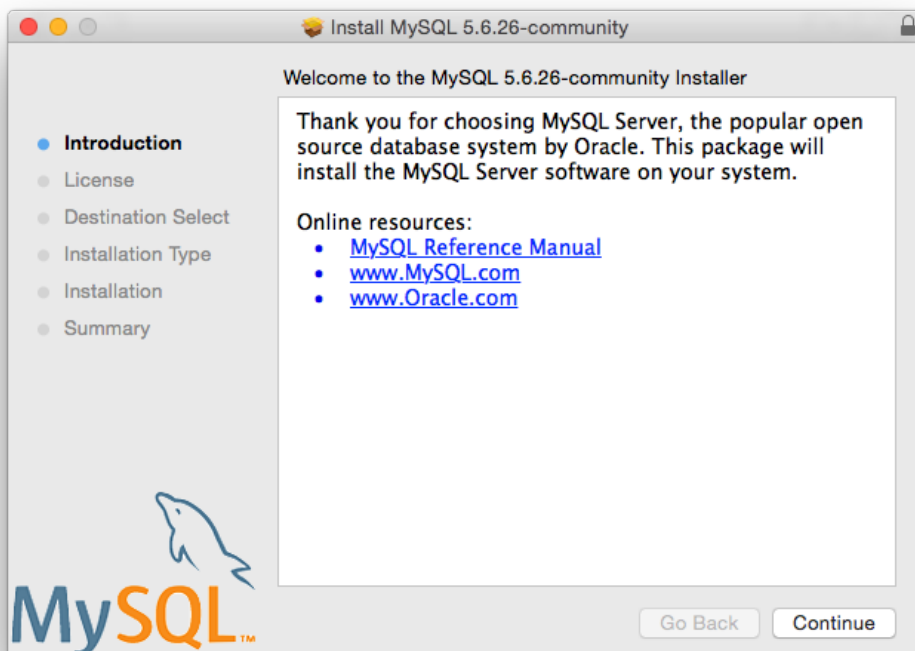 Install MySQL 5.6.26-community
Welcome to the MySQL 5.6.26-community Installer
Introduction
License
Destination Select
Installation Type
Installation
Summary
Thank you for choosing MySQL Server, the popular open
source database system by Oracle. This package will
install the MySQL Server software on your system.
Online resources:
• MySQL Reference Manual
• www.MySQL.com
• www.Oracle.com
MySQL™
Go Back
Continue